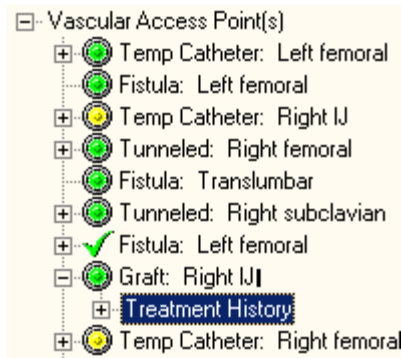 Vascular Access Point(s)
Temp Catheter: Left femoral
Fistula: Left femoral
Temp Catheter: Right IJ
Tunneled: Right femoral
Fistula: Translumbar
Tunneled: Right subclavian
Fistula: Left femoral
Graft: Right IJ
Treatment History
Temp Catheter: Right femoral